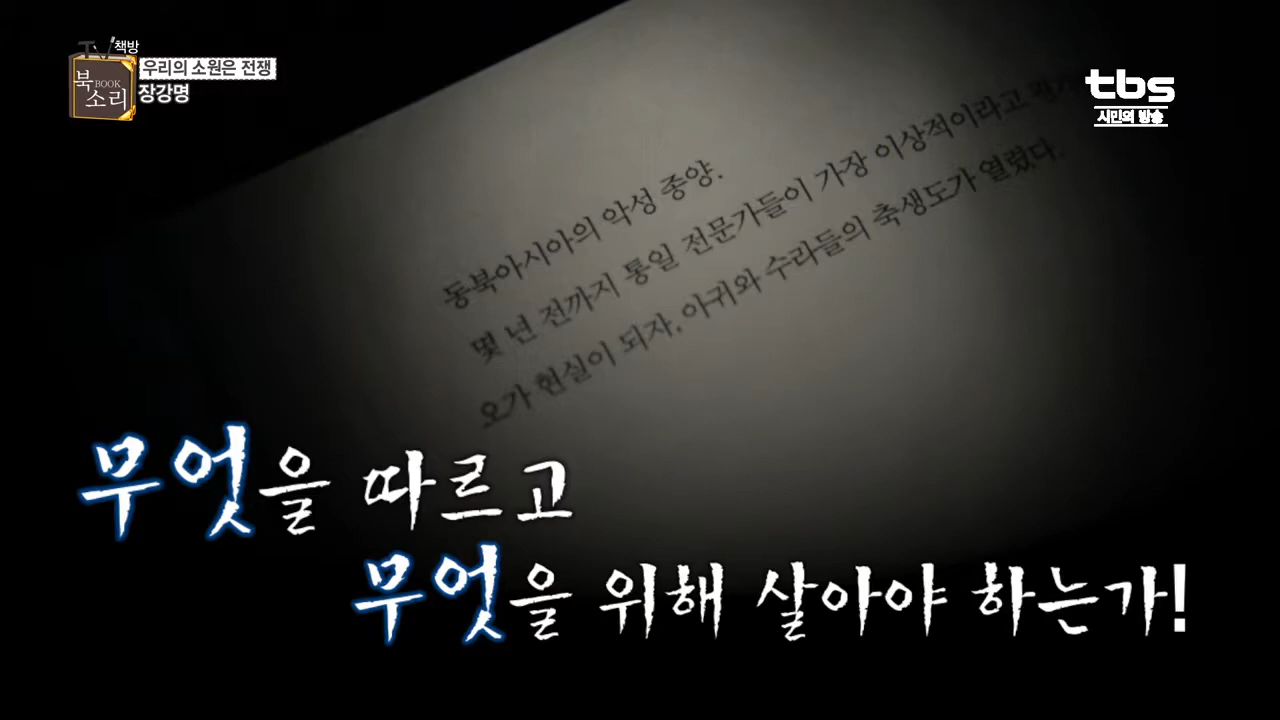 TV책방
북
BOOK
소리
우리의 소원은 전쟁
장강명
tbs
시민의 방송
동북아시아의 악성 종양.
몇 년 전까지 통일 전문가들이 가장 이상적이라고
오가 현실이 되자, 아귀와 수라들의 축생도가 열렸다.
무엇을 따르고
무엇을 위해 살아야 하는가!